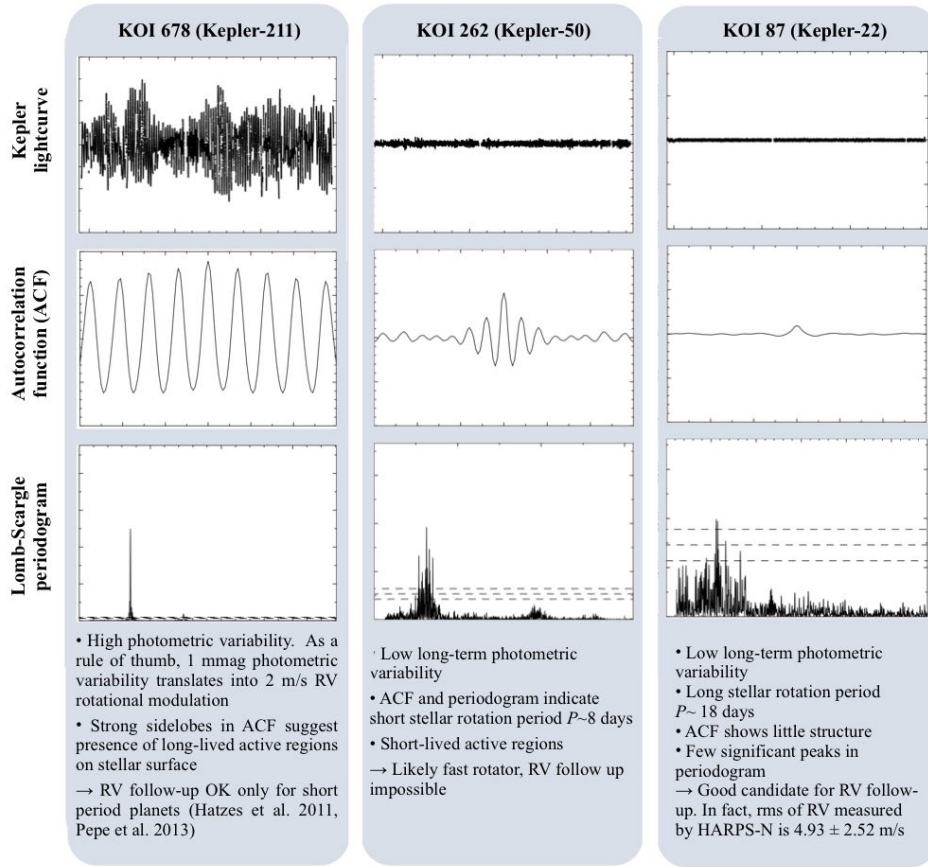 KOI 678 (Kepler-211)
KOI 262 (Kepler-50)
KOI 87 (Kepler-22)
Kepler
lightcurve
Autocorrelation
function (ACF)
Lomb-Scargle
periodogram
• High photometric variability. As a
rule of thumb, 1 mmag photometric
variability translates into 2 m/s RV
rotational modulation
• Strong sidelobes in ACF suggest
presence of long-lived active regions
on stellar surface
→ RV follow-up OK only for short
period planets (Hatzes et al. 2011,
Pepe et al. 2013)
· Low long-term photometric
variability
• ACF and periodogram indicate
short stellar rotation period P~8 days
• Short-lived active regions
→ Likely fast rotator, RV follow up
impossible
• Low long-term photometric
variability
• Long stellar rotation period
P~ 18 days
• ACF shows little structure
• Few significant peaks in
periodogram
→ Good candidate for RV follow-
up. In fact, rms of RV measured
by HARPS-N is 4.93 ± 2.52 m/s